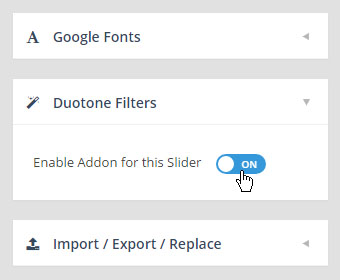 Google Fonts
Duotone Filters
Enable Addon for this Slider ON
Import / Export / Replace